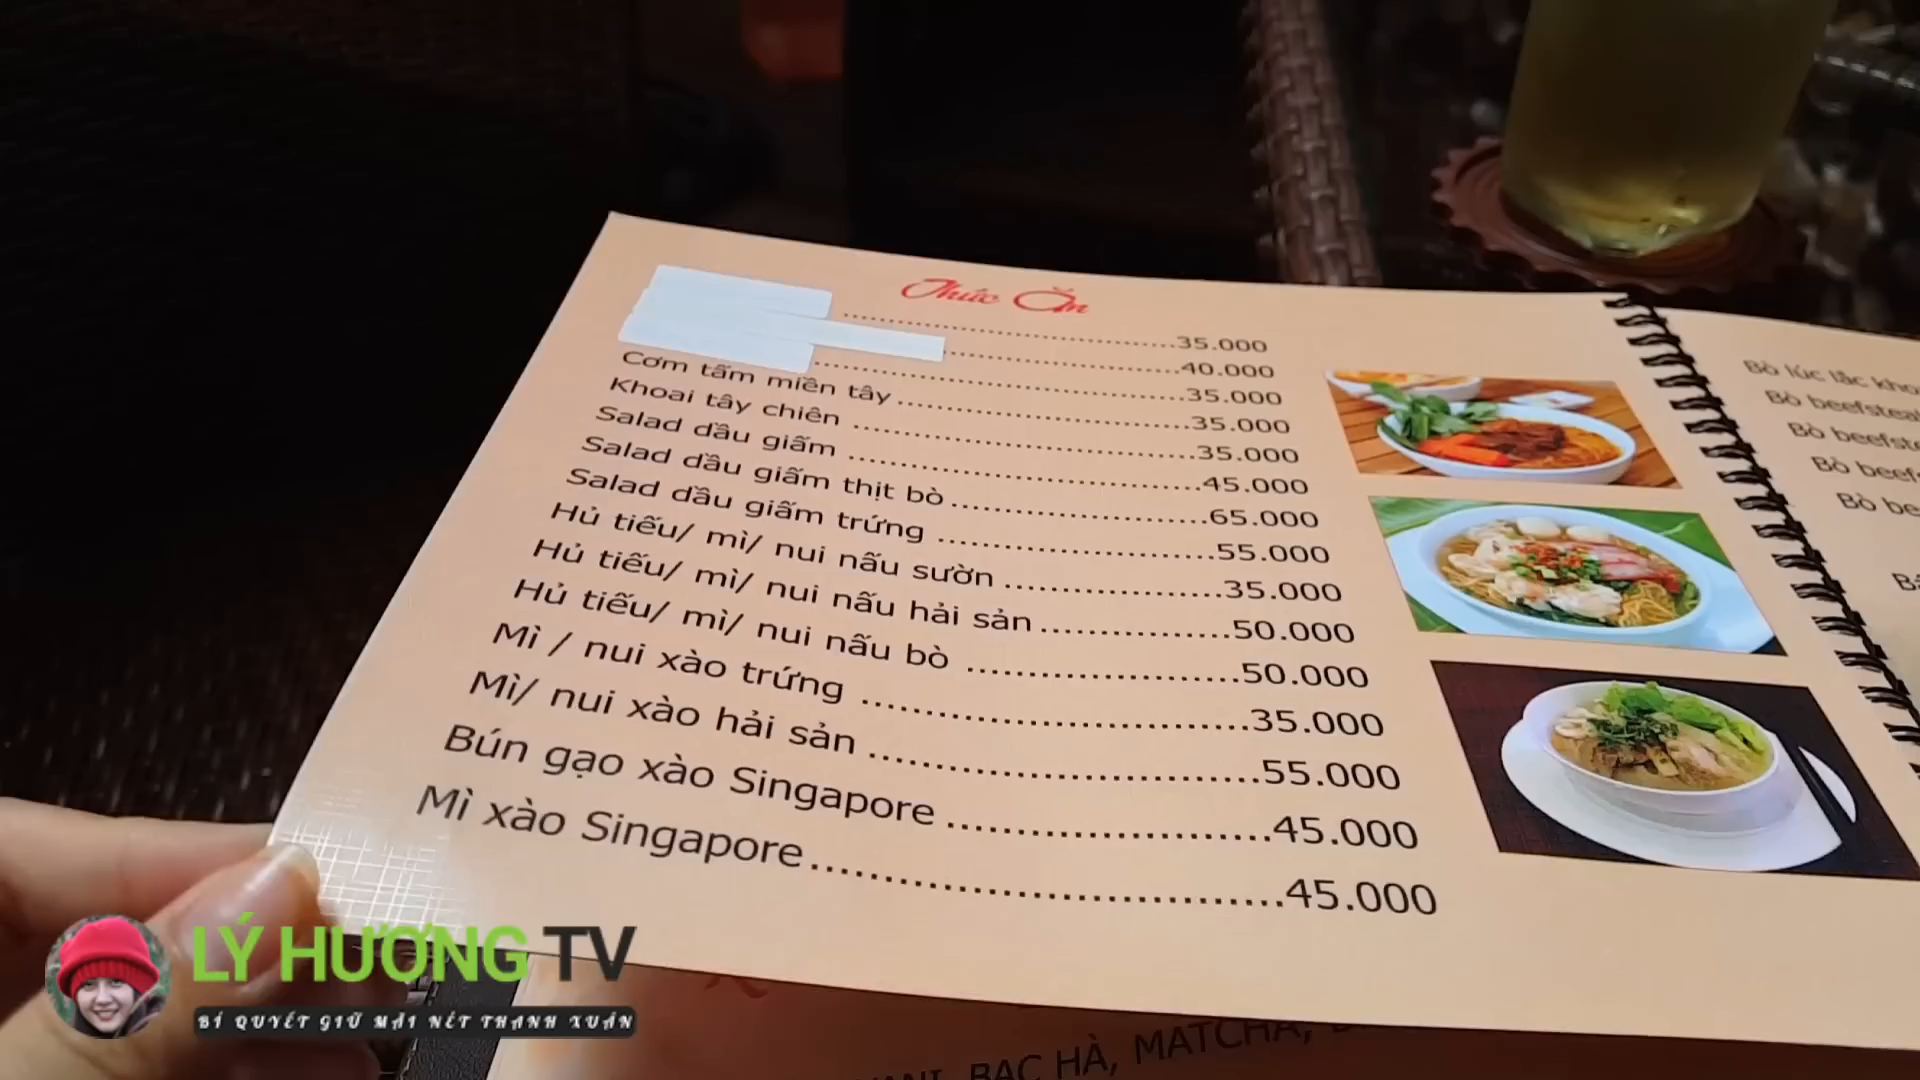 Thức Ăn
....................35.000
....................40.000
....................35.000
Cơm tấm miền tây....................35.000
Khoai tây chiên ....................35.000
Salad dầu giấm ....................45.000
Salad dầu giấm thịt bò....................65.000
Salad dầu giấm trứng ....................55.000
Hủ tiếu/ mì/ nui nấu sườn....................35.000
Hủ tiếu/ mì/ nui nấu hải sản....................50.000
Hủ tiếu/ mì/ nui nấu bò ....................50.000
Mì / nui xào trứng ....................35.000
Mì/ nui xào hải sản....................55.000
Bún gạo xào Singapore....................45.000
Mì xào Singapore....................45.000
Bò lúc lắc
Bò
Bò
Bò
Bò
BẠC HÀ, MATCHA,
LÝ HƯỢNG TV
BÍ QUYẾT GIỮ MÃI NÉT THANH XUÂN